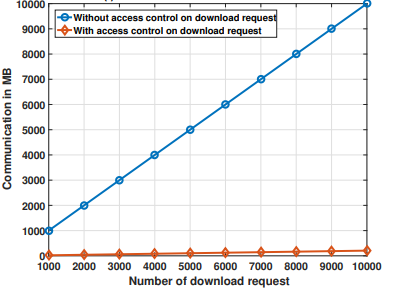 10000
Without access control on download request
With access control on download request
9000
8000
7000
6000
5000
4000
3000
2000
1000
0
Communication in MB
1000 2000 3000 4000 5000 6000 7000 8000 9000 10000
Number of download request